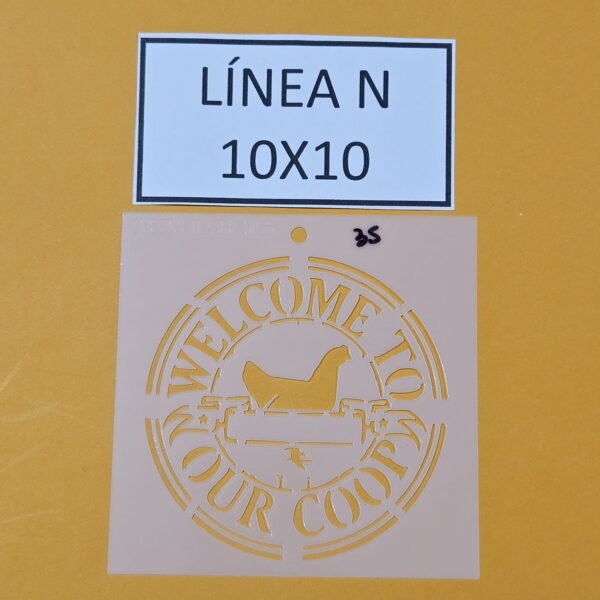 LÍNEA N
10X10
35
WELCOME TO
OUR COOP